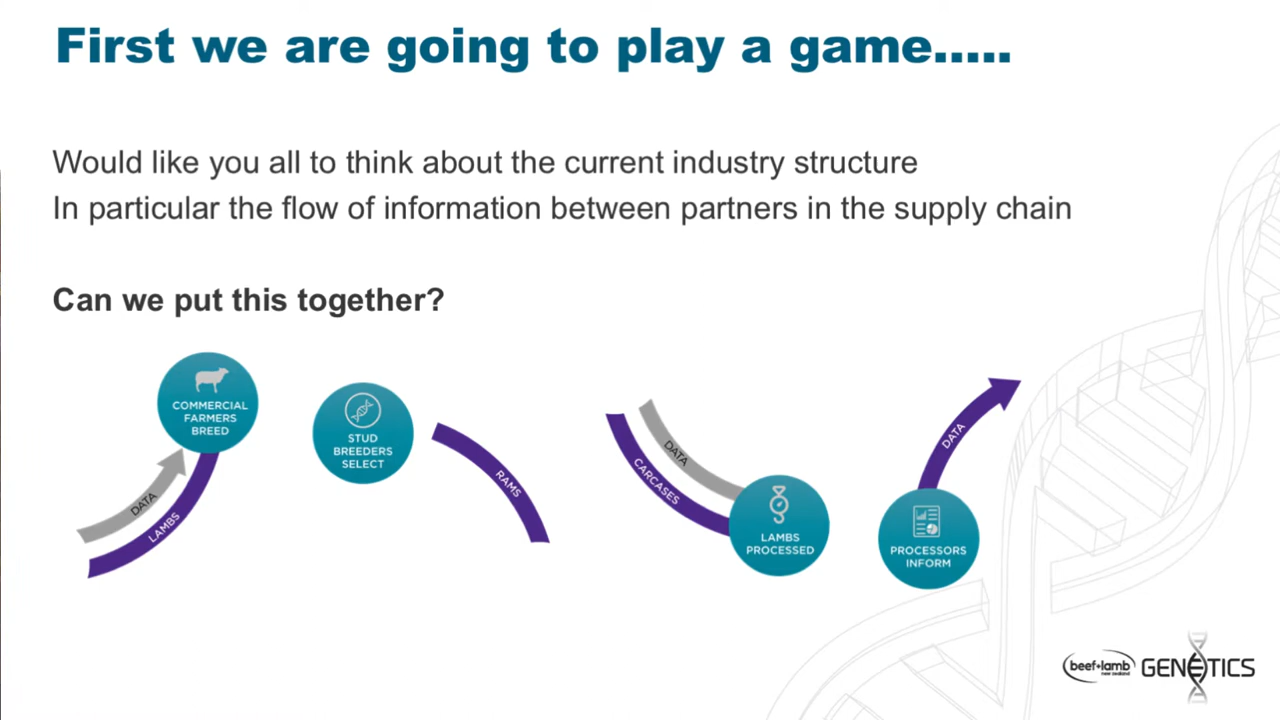 First we are going to play a game.....
Would like you all to think about the current industry structure
In particular the flow of information between partners in the supply chain
Can we put this together?
COMMERCIAL
FARMERS
BREED
DATA
LAMBS
STUD
BREEDERS
SELECT
RAMS
DATA
CARCASES
LAMBS
PROCESSED
DATA
PROCESSORS
INFORM
beef+lamb
new zealand
GENETICS